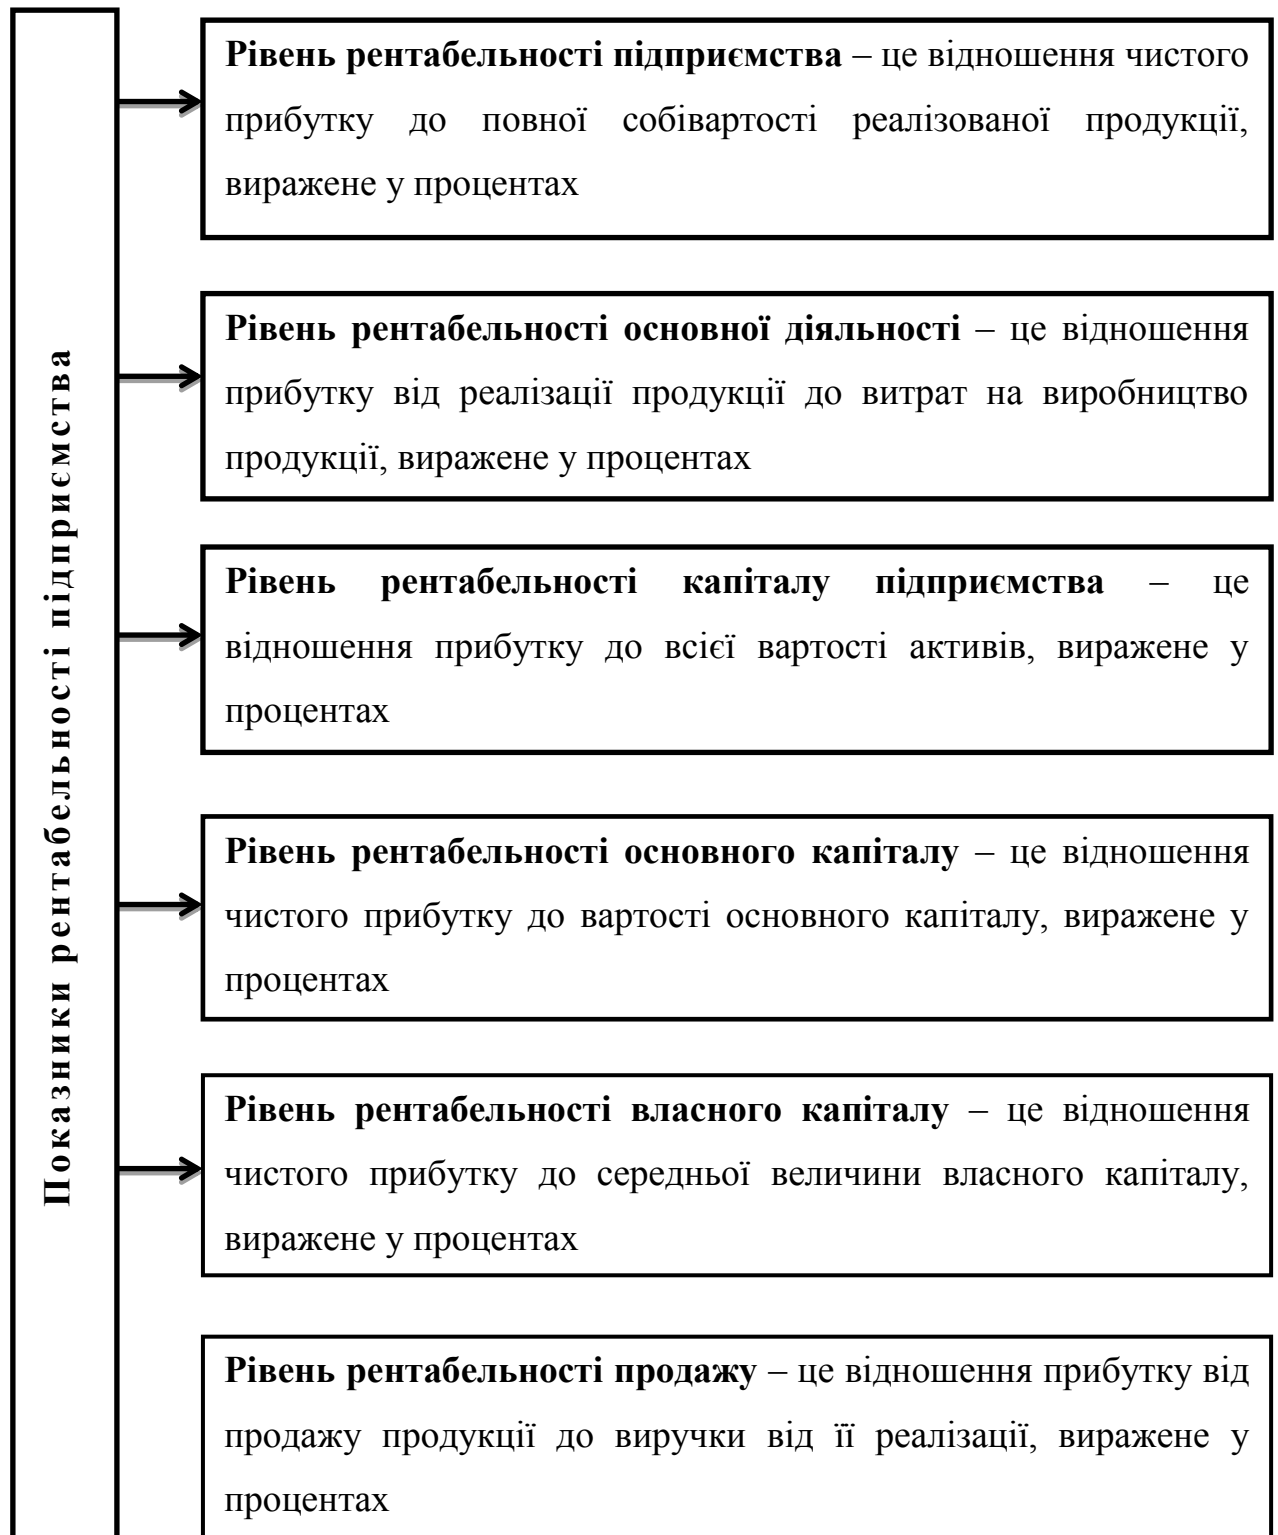 Показники рентабельності підприємства
Рівень рентабельності підприємства – це відношення чистого
прибутку до повної собівартості реалізованої продукції,
виражене у процентах
Рівень рентабельності основної діяльності – це відношення
прибутку від реалізації продукції до витрат на виробництво
продукції, виражене у процентах
Рівень рентабельності капіталу підприємства – це
відношення прибутку до всієї вартості активів, виражене у
процентах
Рівень рентабельності основного капіталу – це відношення
чистого прибутку до вартості основного капіталу, виражене у
процентах
Рівень рентабельності власного капіталу – це відношення
чистого прибутку до середньої величини власного капіталу,
виражене у процентах
Рівень рентабельності продажу – це відношення прибутку від
продажу продукції до виручки від її реалізації, виражене у
процентах